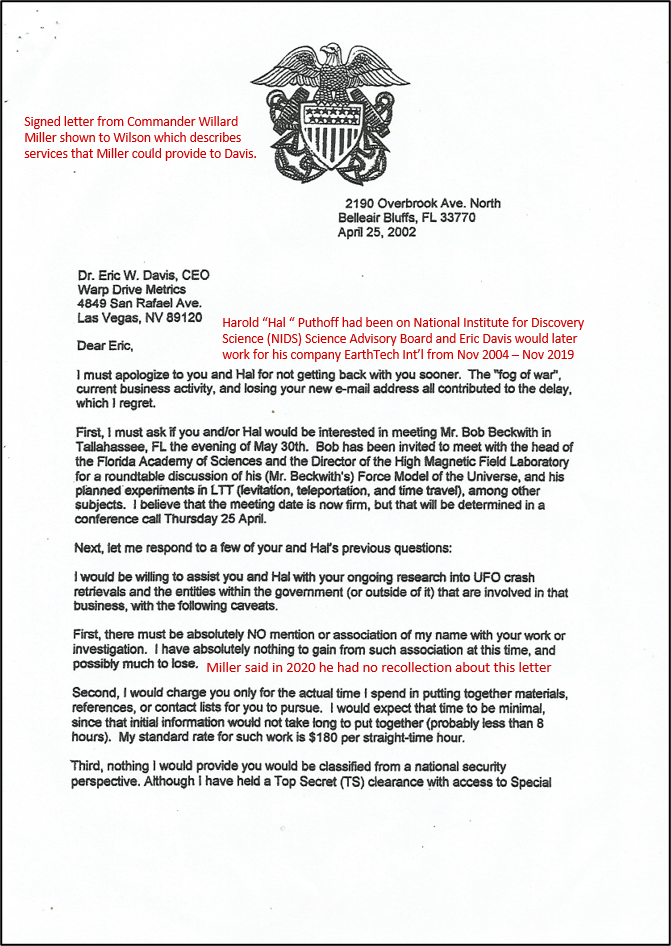 Signed letter from Commander Willard
Miller shown to Wilson which describes
services that Miller could provide to Davis.
2190 Overbrook Ave. North
Belleair Bluffs, FL 33770
April 25, 2002
Dr. Eric W. Davis, CEO
Warp Drive Metrics
4849 San Rafael Ave.
Las Vegas, NV 89120
Harold “Hal “ Puthoff had been on National Institute for Discovery
Science (NIDS) Science Advisory Board and Eric Davis would later
work for his company EarthTech Int’l from Nov 2004 – Nov 2019
Dear Eric,
I must apologize to you and Hal for not getting back with you sooner. The "fog of war",
current business activity, and losing your new e-mail address all contributed to the delay,
which I regret.
First, I must ask if you and/or Hal would be interested in meeting Mr. Bob Beckwith in
Tallahassee, FL the evening of May 30th. Bob has been invited to meet with the head of
the Florida Academy of Sciences and the Director of the High Magnetic Field Laboratory
for a roundtable discussion of his (Mr. Beckwith's) Force Model of the Universe, and his
planned experiments in LTT (levitation, teleportation, and time travel), among other
subjects. I believe that the meeting date is now firm, but that will be determined in a
conference call Thursday 25 April.
Next, let me respond to a few of your and Hal's previous questions:
I would be willing to assist you and Hal with your ongoing research into UFO crash
retrievals and the entities within the government (or outside of it) that are involved in that
business, with the following caveats.
First, there must be absolutely NO mention or association of my name with your work or
investigation. I have absolutely nothing to gain from such association at this time, and
possibly much to lose. Miller said in 2020 he had no recollection about this letter
Second, I would charge you only for the actual time I spend in putting together materials,
references, or contact lists for you to pursue. I would expect that time to be minimal,
since that initial information would not take long to put together (probably less than 8
hours). My standard rate for such work is $180 per straight-time hour.
Third, nothing I would provide you would be classified from a national security
perspective. Although I have held a Top Secret (TS) clearance with access to Special